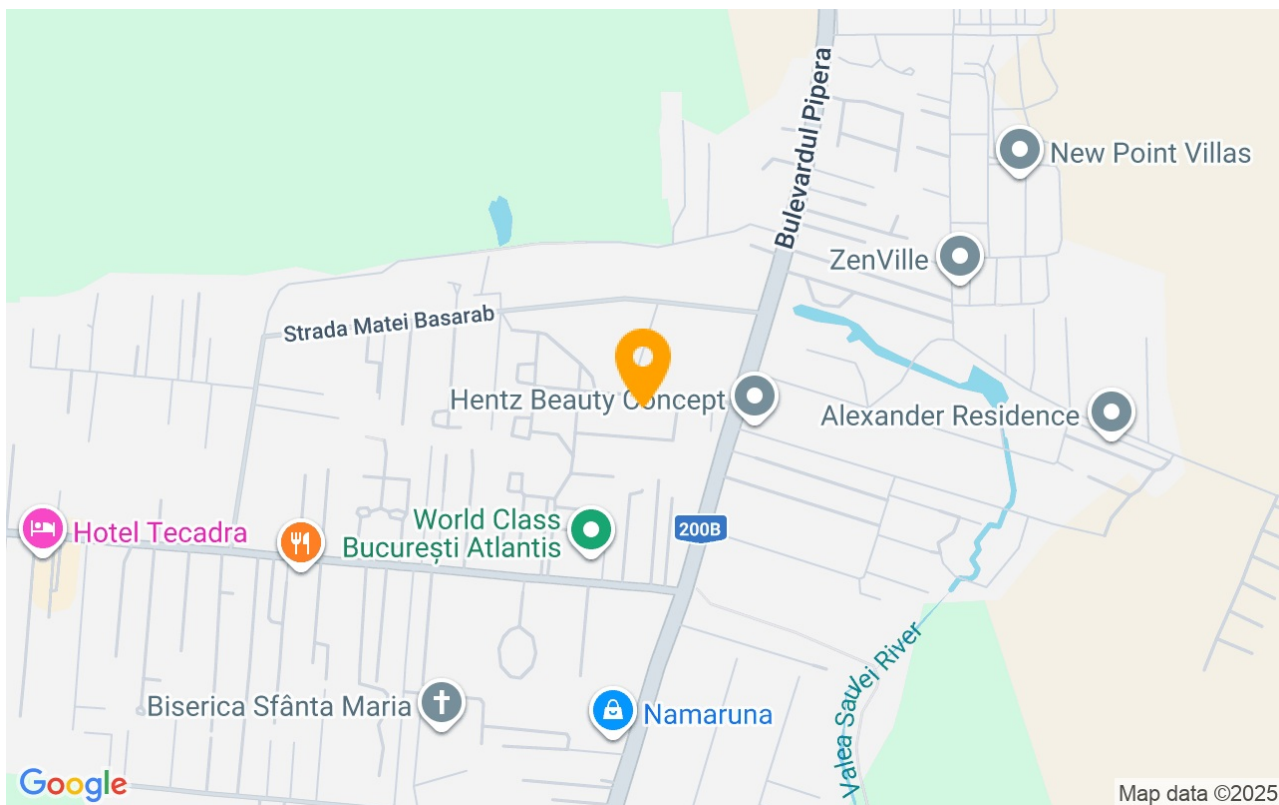 Bulevardul Pipera
New Point Villas
ZenVille
Strada Matei Basarab
Hentz Beauty Concept
Alexander Residence
World Class
București Atlantis
200B
Hotel Tecadra
Valea Saulei River
Biserica Sfânta Maria
Namaruna
Google
Map data ©2025